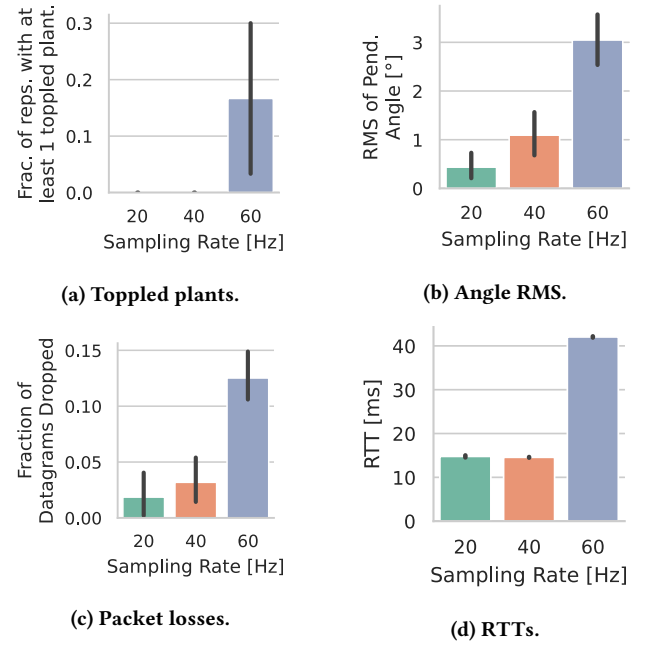 Frac. of reps. with at
least 1 toppled plant.
0.3
0.2
0.1
0.0
20 40 60
Sampling Rate [Hz]
(a) Toppled plants.
RMS of Pend.
Angle [°]
3
2
1
0
20 40 60
Sampling Rate [Hz]
(b) Angle RMS.
Fraction of
Datagrams Dropped
0.15
0.10
0.05
0.00
20 40 60
Sampling Rate [Hz]
(c) Packet losses.
RTT [ms]
40
30
20
10
0
20 40 60
Sampling Rate [Hz]
(d) RTTs.